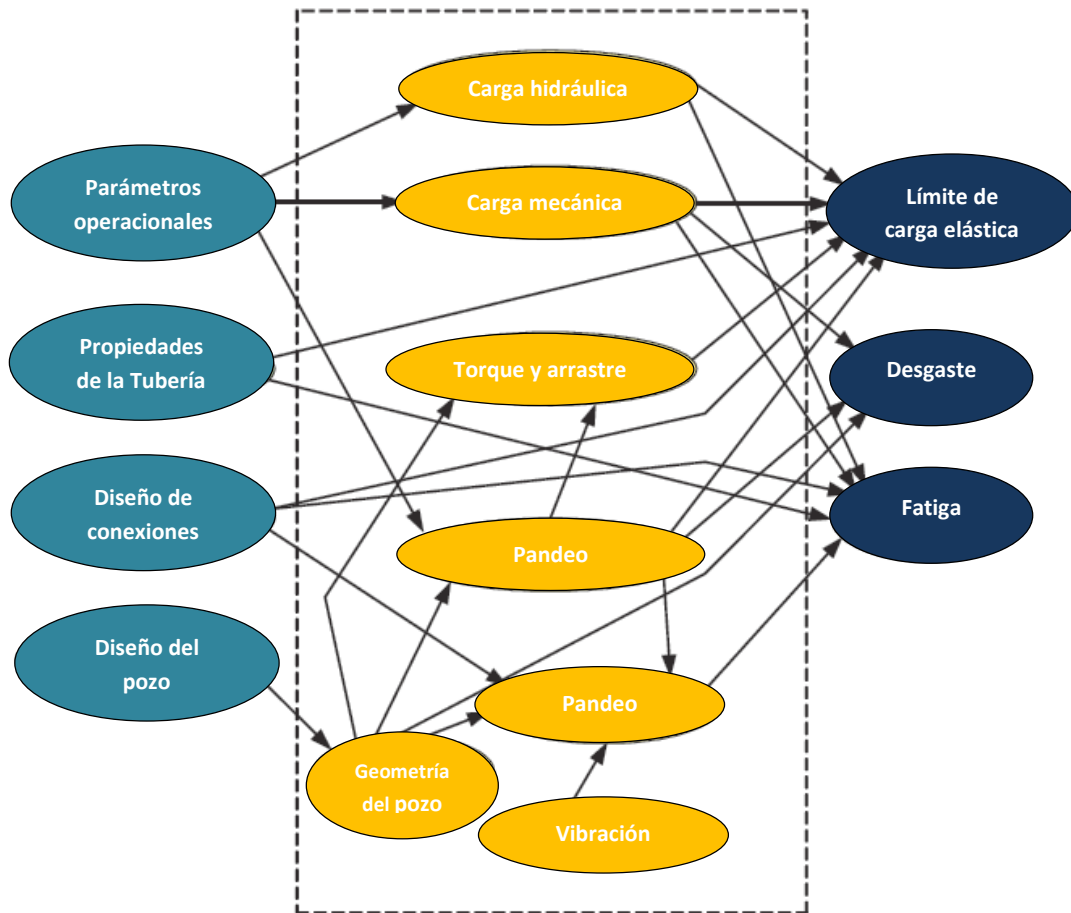 Carga hidráulica
Parámetros
operacionales
Carga mecánica
Límite de
carga elástica
Propiedades
de la Tubería
Torque y arrastre
Desgaste
Diseño de
conexiones
Pandeo
Fatiga
Diseño del
pozo
Pandeo
Geometría
del pozo
Vibración